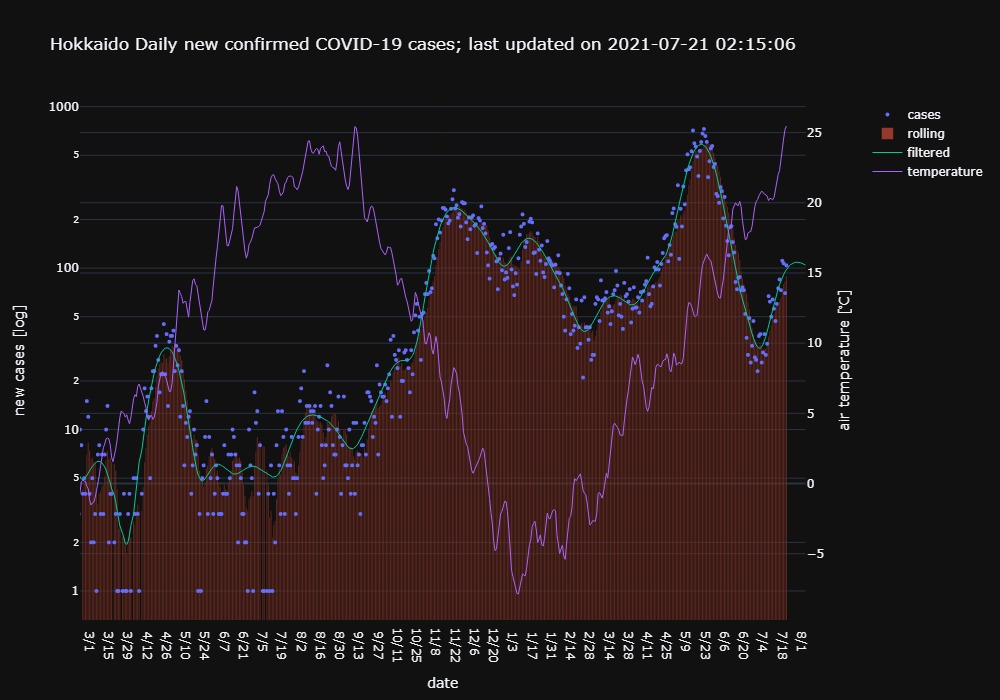 Hokkaido Daily new confirmed COVID-19 cases; last updated on 2021-07-21 02:15:06
cases
rolling
filtered
temperature
new cases [log]
1000
5
2
100
5
2
10
5
2
1
air temperature [°C]
25
20
15
10
5
0
−5
3/1 3/15 3/29 4/12 4/26 5/10 5/24 6/7 6/21 7/5 7/19 8/2 8/16 8/30 9/13 9/27 10/11 10/25 11/8 11/22 12/6 12/20 1/3 1/17 1/31 2/14 2/28 3/14 3/28 4/11 4/25 5/9 5/23 6/6 6/20 7/4 7/18 8/1
date